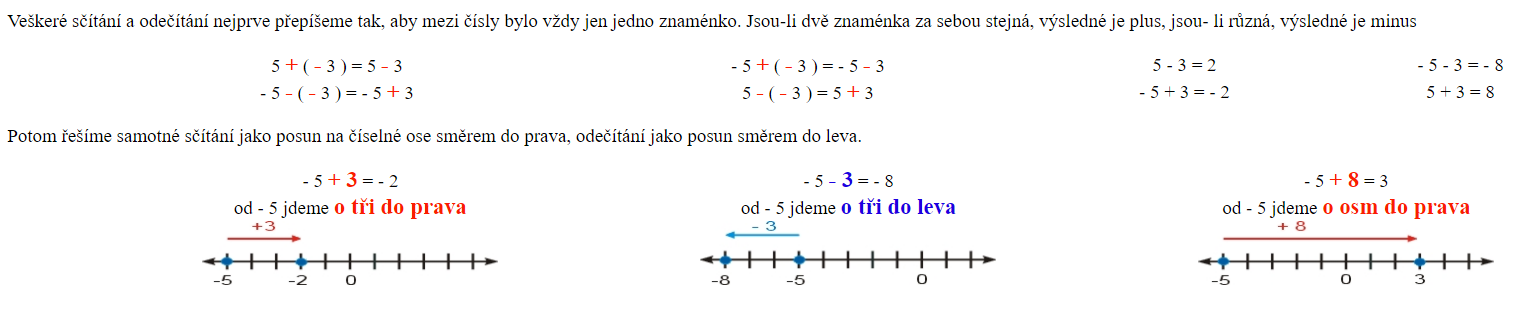 Veškeré sčítání a odečítání nejprve přepíšeme tak, aby mezi čísly bylo vždy jen jedno znaménko. Jsou-li dvě znaménka za sebou stejná, výsledné je plus, jsou- li různá, výsledné je minus
5 + ( – 3 ) = 5 – 3
- 5 – ( – 3 ) = - 5 + 3
- 5 + ( – 3 ) = - 5 – 3
5 – ( – 3 ) = 5 + 3
5 - 3 = 2
- 5 + 3 = - 2
- 5 - 3 = - 8
5 + 3 = 8
Potom řešíme samotné sčítání jako posun na číselné ose směrem do prava, odečítání jako posun směrem do leva.
- 5 + 3 = - 2
od - 5 jdeme o tři do prava
+3
-5 -2 0
- 5 – 3 = - 8
od - 5 jdeme o tři do leva
- 3
-8 -5 0
- 5 + 8 = 3
od - 5 jdeme o osm do prava
+ 8
-5 0 3